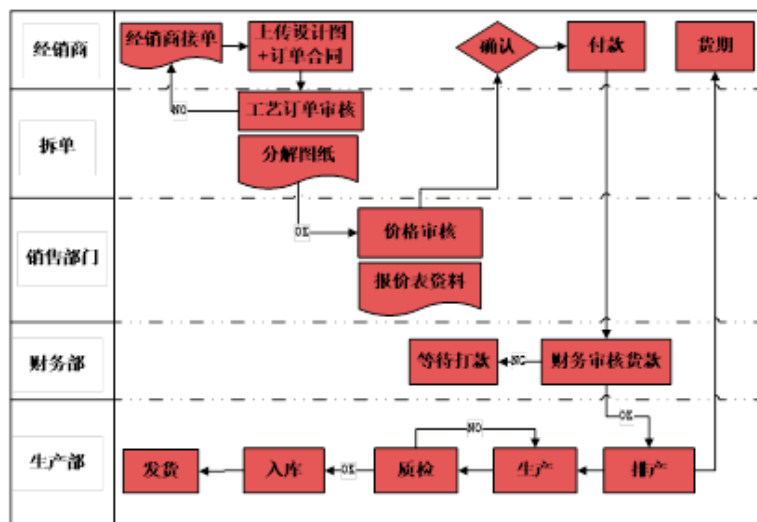 经销商
经销商接单
上传设计图
+订单合同
确认
付款
货期
NO
工艺订单审核
拆单
分解图纸
OK
价格审核
销售部门
报价表资料
财务部
等待打款
NO
财务审核货款
OK
NO
生产部
发货
入库
OK
质检
生产
排产